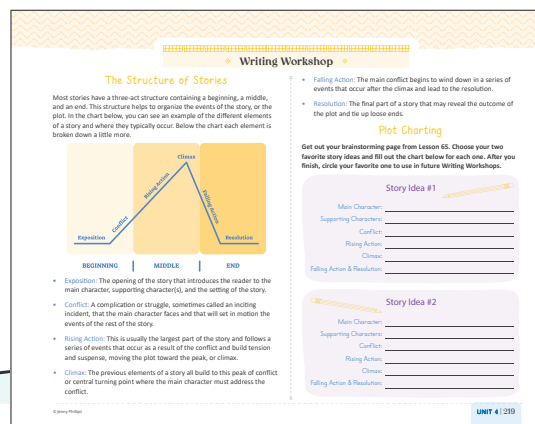 Writing Workshop
The Structure of Stories
Most stories have a three-act structure containing a beginning, a middle,
and an end. This structure helps to organize the events of the story, or the
plot. In the chart below, you can see an example of the different elements
of a story and where they typically occur. Below the chart each element is
broken down a little more.
Climax
Rising Action
Falling Action
Conflict
Exposition
Resolution
BEGINNING
MIDDLE
END
• Exposition: The opening of the story that introduces the reader to the
main character, supporting character(s), and the setting of the story.
• Conflict: A complication or struggle, sometimes called an inciting
incident, that the main character faces and that will set in motion the
events of the rest of the story.
• Rising Action: This is usually the largest part of the story and follows a
series of events that occur as a result of the conflict and build tension
and suspense, moving the plot toward the peak, or climax.
• Climax: The previous elements of a story all build to this peak of conflict
or central turning point where the main character must address the
conflict.
• Falling Action: The main conflict begins to wind down in a series of
events that occur after the climax and lead to the resolution.
• Resolution: The final part of a story that may reveal the outcome of
the plot and tie up loose ends.
Plot Charting
Get out your brainstorming page from Lesson 65. Choose your two
favorite story ideas and fill out the chart below for each one. After you
finish, circle your favorite one to use in future Writing Workshops.
Story Idea #1
Main Character:
Supporting Characters:
Conflict:
Rising Action:
Climax:
Falling Action & Resolution:
Story Idea #2
Main Character:
Supporting Characters:
Conflict:
Rising Action:
Climax:
Falling Action & Resolution:
© Jenny Phillips
UNIT 4 | 219